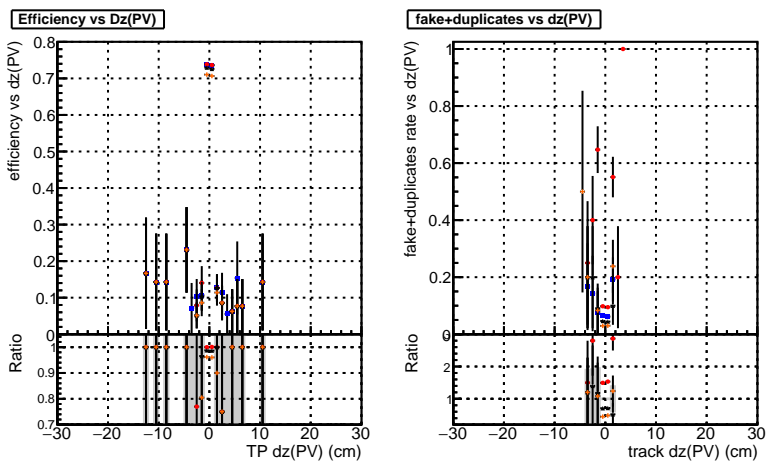 Efficiency vs Dz(PV)
efficiency vs dz(PV)
0.8
0.7
0.6
0.5
0.4
0.3
0.2
0.1
0
Ratio
1
0.9
0.8
0.7
−30 −20 −10 0 10 20 30
TP dz(PV) (cm)
fake+duplicates vs dz(PV)
fake+duplicates rate vs dz(PV)
1
0.8
0.6
0.4
0.2
0
Ratio
2
1
−30 −20 −10 0 10 20 30
track dz(PV) (cm)